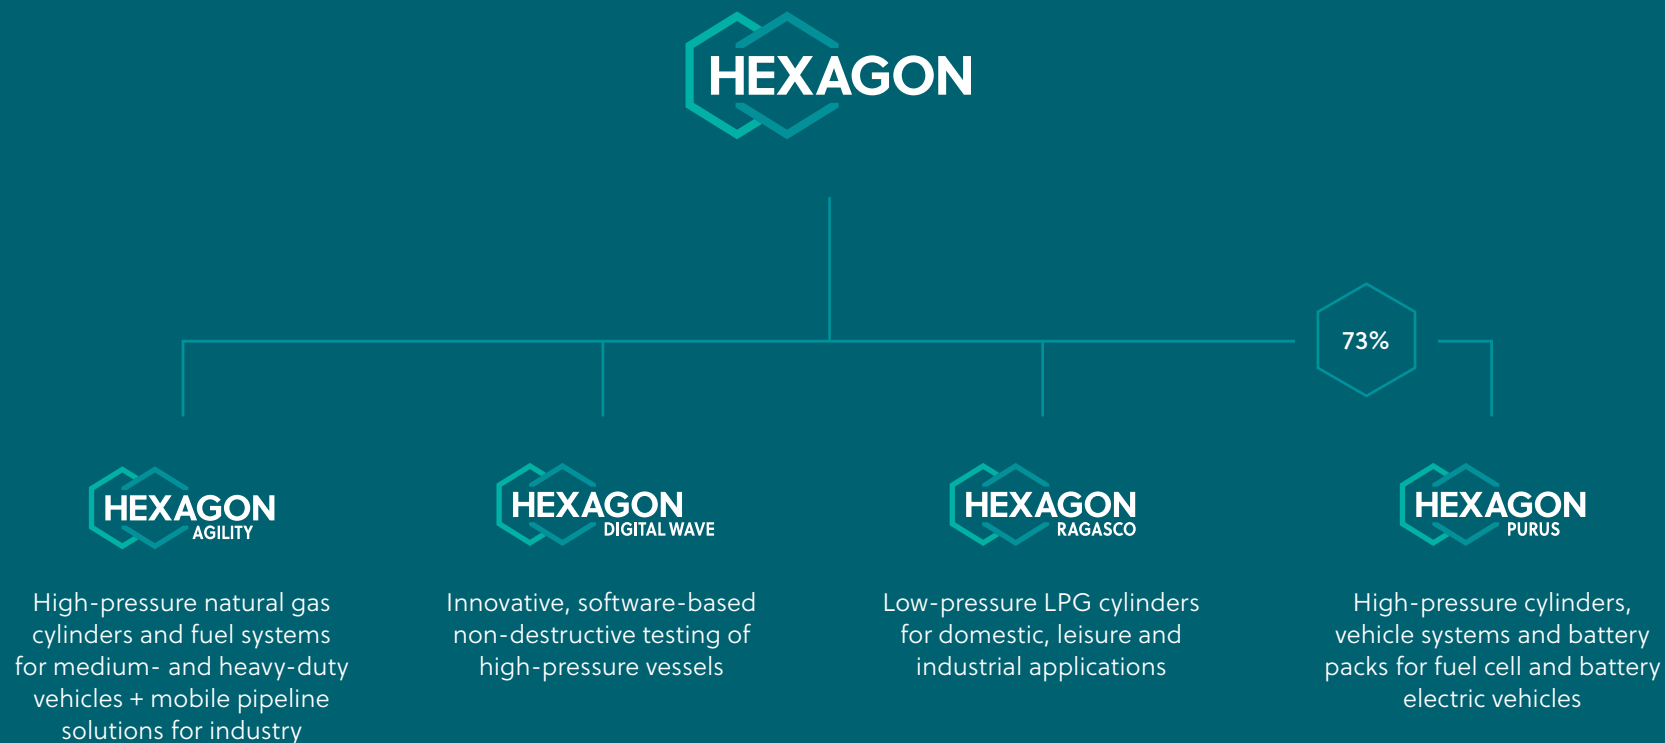 HEXAGON
73%
HEXAGON
AGILITY
High-pressure natural gas
cylinders and fuel systems
for medium- and heavy-duty
vehicles + mobile pipeline
solutions for industry
HEXAGON
DIGITAL WAVE
Innovative, software-based
non-destructive testing of
high-pressure vessels
HEXAGON
RAGASCO
Low-pressure LPG cylinders
for domestic, leisure and
industrial applications
HEXAGON
PURUS
High-pressure cylinders,
vehicle systems and battery
packs for fuel cell and battery
electric vehicles